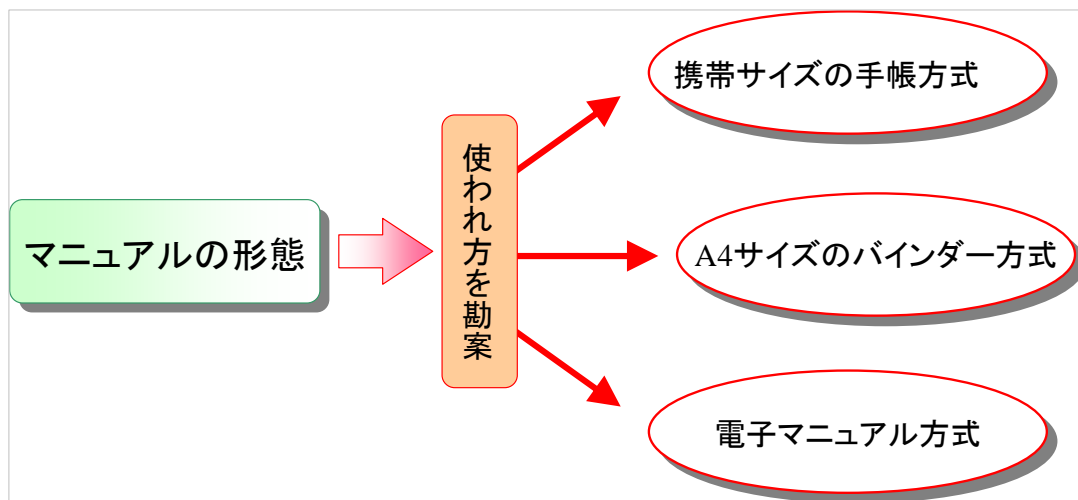 マニュアルの形態
使われ方を勘案
携帯サイズの手帳方式
A4サイズのバインダー方式
電子マニュアル方式